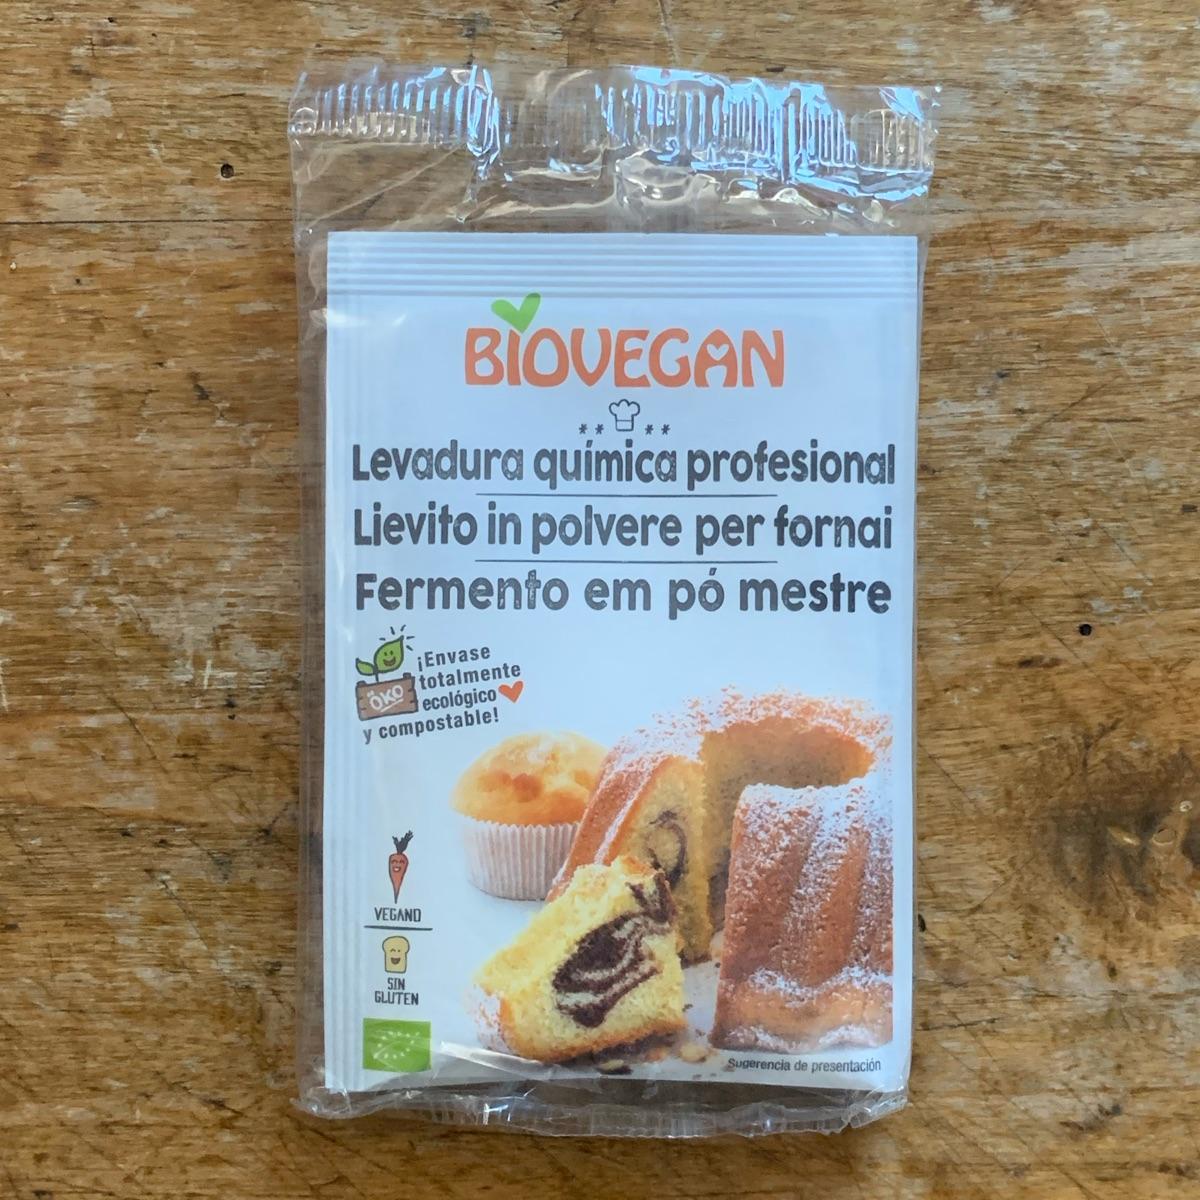 BIOVEGAN
Levadura química profesional
Lievito in polvere per fornai
Fermento em pó mestre
¡Envase
totalmente
ÖKO ecológico
y compostable!
VEGANO
SIN
GLUTEN
Sugerencia de presentación